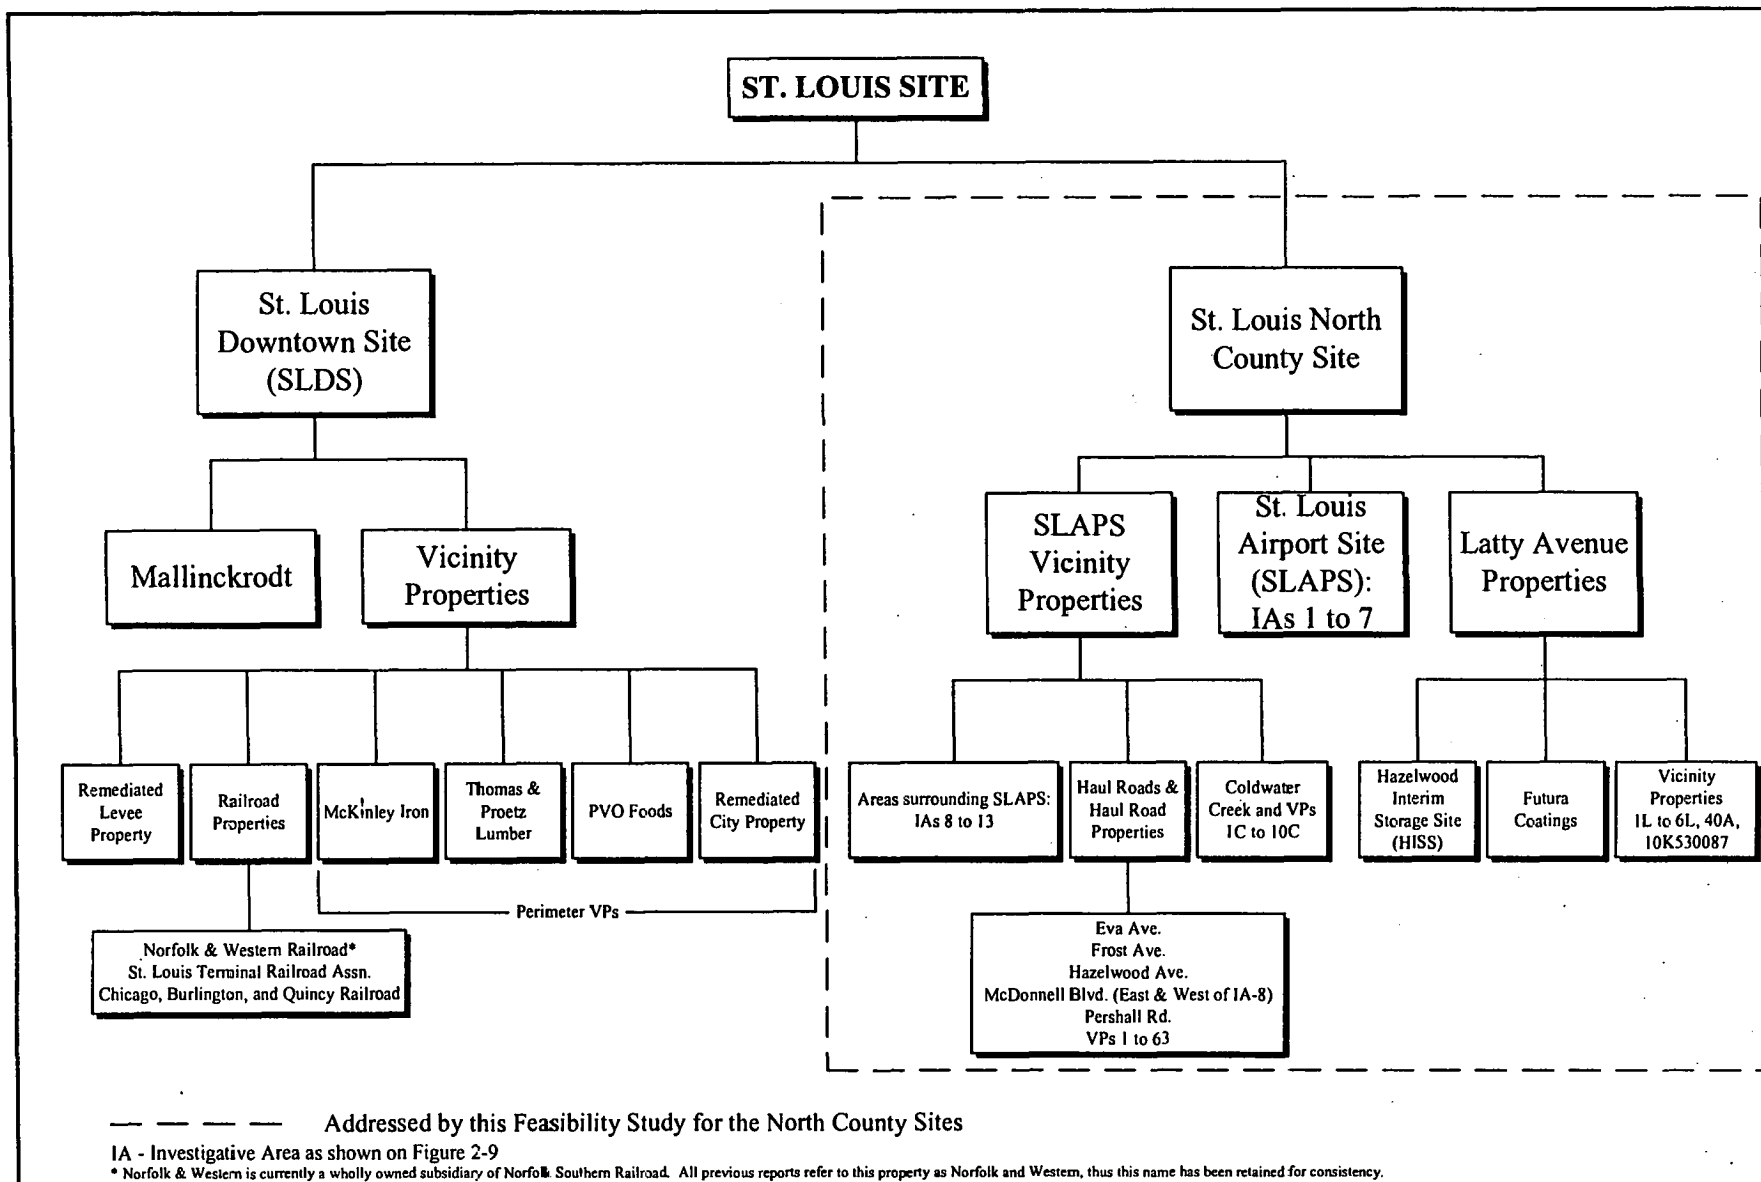 ST. LOUIS SITE
St. Louis
Downtown Site
(SLDS)
St. Louis North
County Site
Mallinckrodt
Vicinity
Properties
SLAPS
Vicinity
Properties
St. Louis
Airport Site
(SLAPS):
IAs 1 to 7
Latty Avenue
Properties
Remediated
Levee
Property
Railroad
Properties
McKinley Iron
Thomas &
Proetz
Lumber
PVO Foods
Remediated
City Property
Areas surrounding SLAPS:
IAs 8 to 13
Haul Roads &
Haul Road
Properties
Coldwater
Creek and VPs
1C to 10C
Hazelwood
Interim
Storage Site
(HISS)
Futura
Coatings
Vicinity
Properties
1L to 6L, 40A,
10K530087
Perimeter VPs
Norfolk & Western Railroad*
St. Louis Terminal Railroad Assn.
Chicago, Burlington, and Quincy Railroad
Eva Ave.
Frost Ave.
Hazelwood Ave.
McDonnell Blvd. (East & West of IA-8)
Pershall Rd.
VPs 1 to 63
Addressed by this Feasibility Study for the North County Sites
IA - Investigative Area as shown on Figure 2-9
* Norfolk & Western is currently a wholly owned subsidiary of Norfolk Southern Railroad. All previous reports refer to this property as Norfolk and Western, thus this name has been retained for consistency.